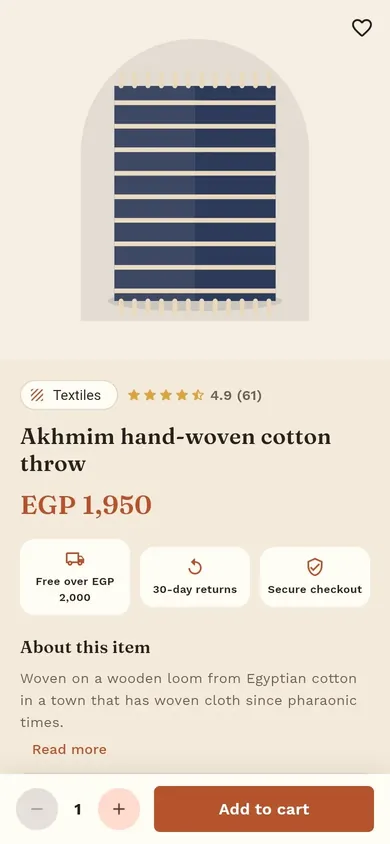 Textiles
4.9 (61)
Akhmim hand-woven cotton
throw
EGP 1,950
Free over EGP
2,000
30-day returns
Secure checkout
About this item
Woven on a wooden loom from Egyptian cotton
in a town that has woven cloth since pharaonic
times.
Read more
1
Add to cart